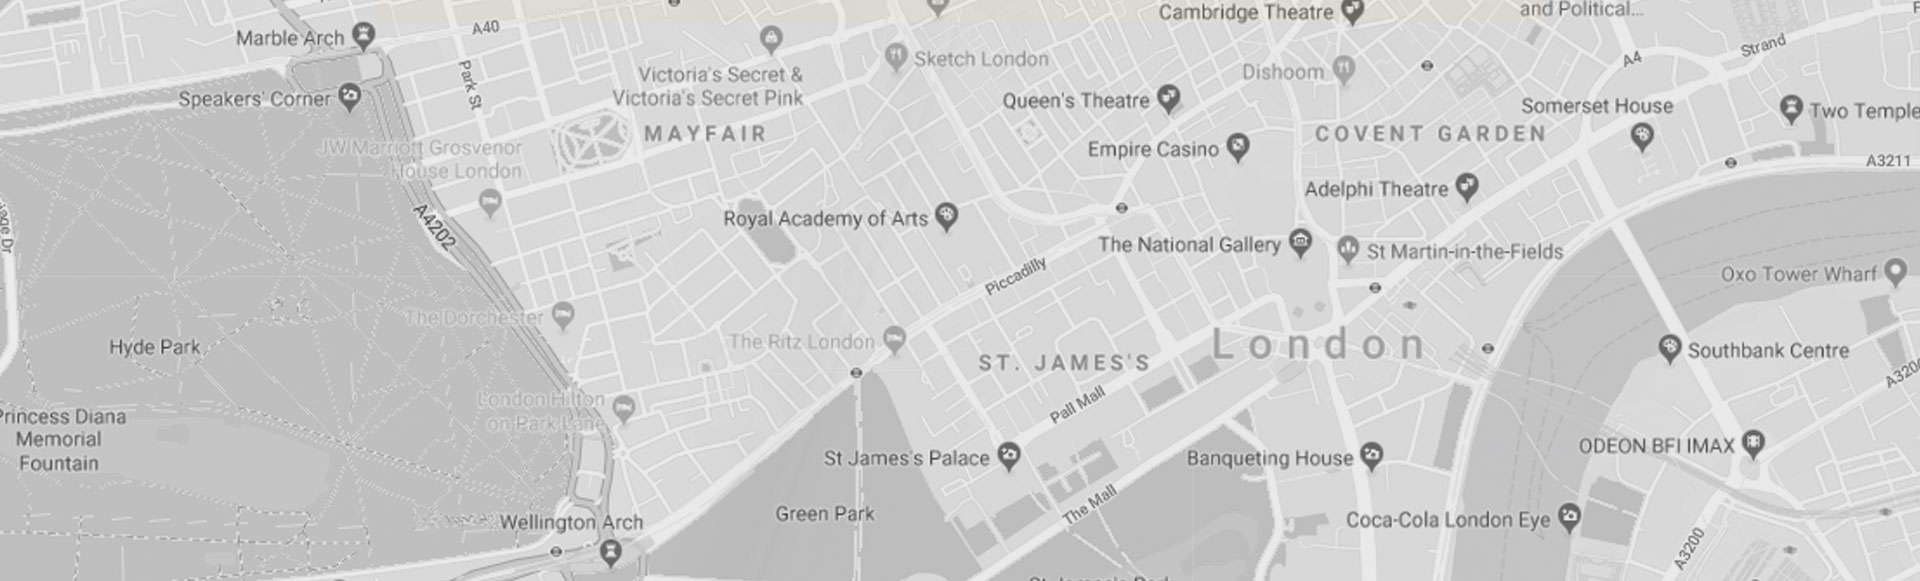 Cambridge Theatre
and Political...
Marble Arch
A40
Strand
A4
Park St
Sketch London
Victoria's Secret &
Victoria's Secret Pink
Dishoom
Speakers' Corner
Queen's Theatre
Somerset House
Two Temple
MAYFAIR
COVENT GARDEN
JW Marriott Grosvenor
House London
Empire Casino
A3211
Adelphi Theatre
A4202
Royal Academy of Arts
The National Gallery
St Martin-in-the-Fields
Piccadilly
Oxo Tower Wharf
The Dorchester
Hyde Park
The Ritz London
London
ST. JAMES'S
Southbank Centre
Pall Mall
London Hilton
on Park Lane
Princess Diana
Memorial
Fountain
St James's Palace
Banqueting House
ODEON BFI IMAX
The Mall
Green Park
Wellington Arch
Coca-Cola London Eye
A3200